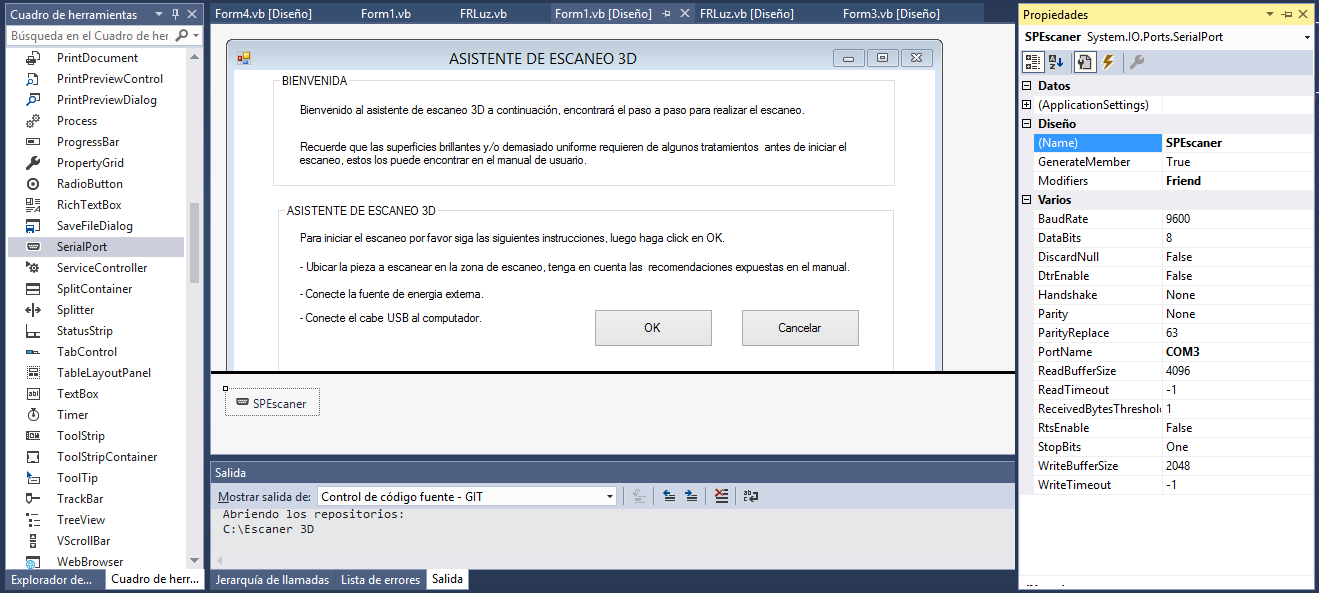 Cuadro de herramientas
Búsqueda en el Cuadro de her
PrintDocument
PrintPreviewControl
PrintPreviewDialog
Process
ProgressBar
PropertyGrid
RadioButton
RichTextBox
SaveFileDialog
SerialPort
ServiceController
SplitContainer
Splitter
StatusStrip
TabControl
TableLayoutPanel
TextBox
Timer
ToolStrip
ToolStripContainer
ToolTip
TrackBar
TreeView
VScrollBar
WebBrowser
Explorador de...
Cuadro de herr...
Form4.vb [Diseño]
Form1.vb
FRLuz.vb
Form1.vb [Diseño]
FRLuz.vb [Diseño]
Form3.vb [Diseño]
ASISTENTE DE ESCANEO 3D
BIENVENIDA
Bienvenido al asistente de escaneo 3D a continuación, encontrará el paso a paso para realizar el escaneo.
Recuerde que las superficies brillantes y/o demasiado uniforme requieren de algunos tratamientos antes de iniciar el
escaneo, estos los puede encontrar en el manual de usuario.
ASISTENTE DE ESCANEO 3D
Para iniciar el escaneo por favor siga las siguientes instrucciones, luego haga click en OK.
- Ubicar la pieza a escanear en la zona de escaneo, tenga en cuenta las recomendaciones expuestas en el manual.
- Conecte la fuente de energia externa.
- Conecte el cabe USB al computador.
OK
Cancelar
SPEscaner
Salida
Mostrar salida de: Control de código fuente - GIT
Abriendo los repositorios:
C:\Escaner 3D
Jerarquía de llamadas
Lista de errores
Salida
Propiedades
SPEscaner System.IO.Ports.SerialPort
Datos
(ApplicationSettings)
Diseño
(Name) SPEscaner
GenerateMember True
Modifiers Friend
Varios
BaudRate 9600
DataBits 8
DiscardNull False
DtrEnable False
Handshake None
Parity None
ParityReplace 63
PortName COM3
ReadBufferSize 4096
ReadTimeout -1
ReceivedBytesThreshol 1
RtsEnable False
StopBits One
WriteBufferSize 2048
WriteTimeout -1